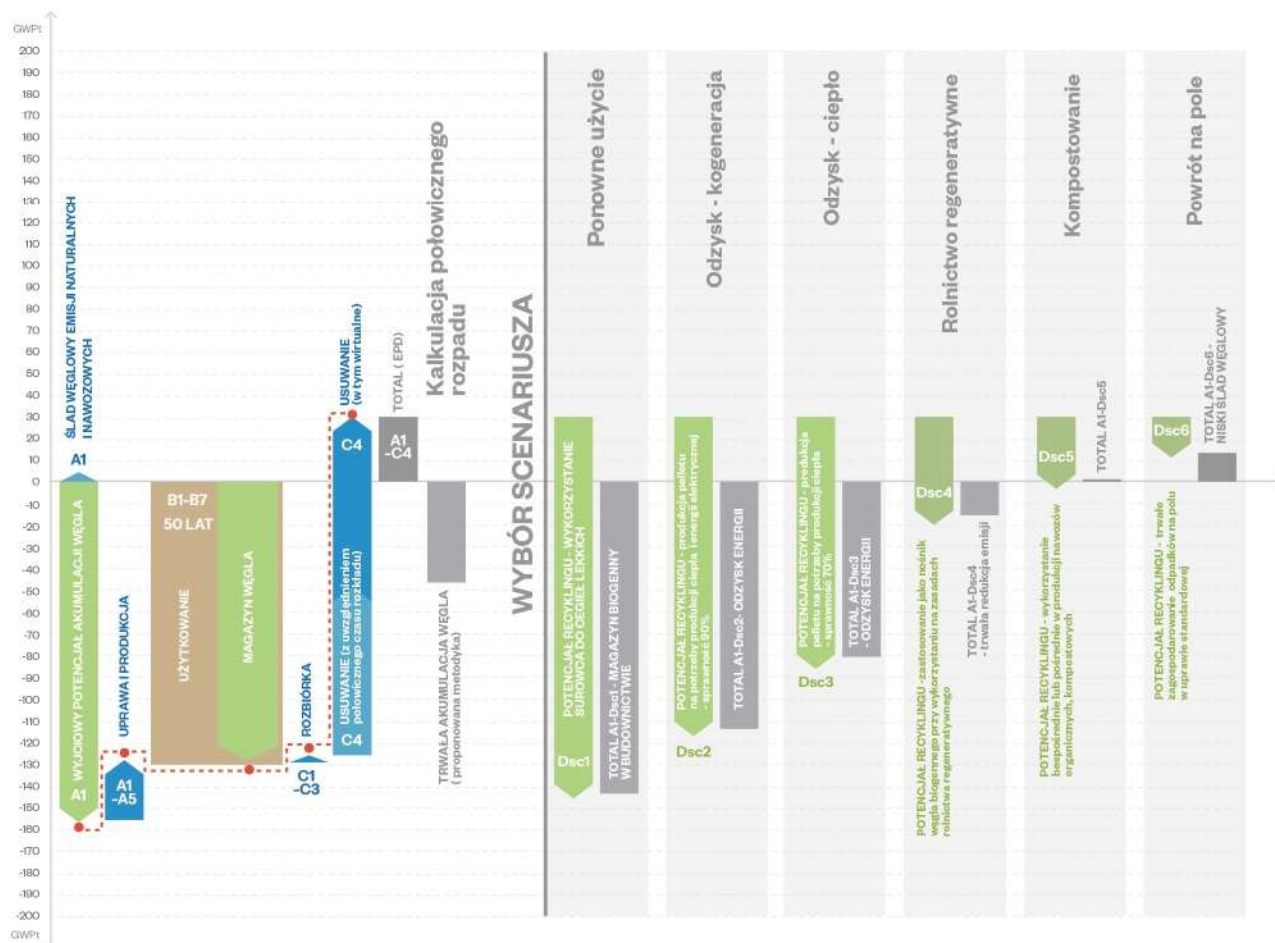 GWPt
200
190
180
170
160
150
140
130
120
110
100
90
80
70
60
50
40
30
20
10
0
-10
-20
-30
-40
-50
-60
-70
-80
-90
-100
-110
-120
-130
-140
-150
-160
-170
-180
-190
-200
GWPt
ŚLAD WĘGLOWY EMISJI NATURALNYCH
I NAWOZOWYCH
A1
WYJŚCIOWY POTENCJAŁ AKUMULACJI WĘGLA
A1
UPRAWA I PRODUKCJA
A1
-A5
B1-B7
50 LAT
UŻYTKOWANIE
MAGAZYN WĘGLA
ROZBIÓRKA
C1
-C3
USUWANIE
(w tym wirtualne)
C4
USUWANIE (z uwzględnieniem
połowicznego czasu rozkładu)
C4
TOTAL ( EPD)
A1
-C4
Kalkulacja połowicznego
rozpadu
TRWAŁA AKUMULACJA WĘGLA
( proponowana metodyka)
WYBÓR SCENARIUSZA
Ponowne użycie
POTENCJAŁ RECYKLINGU - WYKORZYSTANIE
SUROWCA DO CEGIEŁ LEKKICH
Dsc1
TOTAL A1-Dsc1 - MAGAZYN BIOGENNY
W BUDOWNICTWIE
Odzysk - kogeneracja
POTENCJAŁ RECYKLINGU - produkcja pelletu
na potrzeby produkcji ciepła i energii elektrycznej
- sprawność 90%
Dsc2
TOTAL A1-Dsc2- ODZYSK ENERGII
Odzysk - ciepło
POTENCJAŁ RECYKLINGU - produkcja
pelletu na potrzeby produkcji ciepła
- sprawność 70%
Dsc3
TOTAL A1-Dsc3
- ODZYSK ENERGII
Rolnictwo regeneratywne
Dsc4
POTENCJAŁ RECYKLINGU -zastosowanie jako nośnik
węgla biogennego przy wykorzystaniu na zasadach
rolnictwa regeneratywnego
TOTAL A1-Dsc4
- trwała redukcja emisji
Kompostowanie
Dsc5
POTENCJAŁ RECYKLINGU - wykorzystanie
bespośrednie lub pośrednie w produkcji nawozów
organicznych, kompostowych
TOTAL A1-Dsc5
Powrót na pole
Dsc6
POTENCJAŁ RECYKLINGU - trwałe
zagospodarowanie odpadków na polu
w uprawie standardowej
TOTAL A1-Dsc6 -
NISKI ŚLAD WĘGLOWY